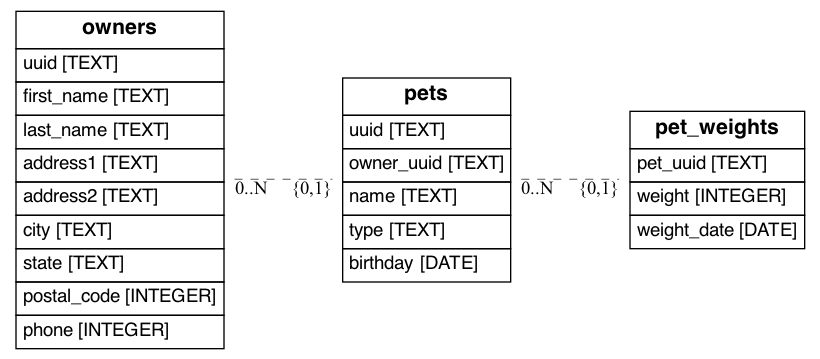 owners
uuid [TEXT]
first_name [TEXT]
last_name [TEXT]
address1 [TEXT]
address2 [TEXT]
city [TEXT]
state [TEXT]
postal_code [INTEGER]
phone [INTEGER]
0..N {0,1}
pets
uuid [TEXT]
owner_uuid [TEXT]
name [TEXT]
type [TEXT]
birthday [DATE]
0..N {0,1}
pet_weights
pet_uuid [TEXT]
weight [INTEGER]
weight_date [DATE]